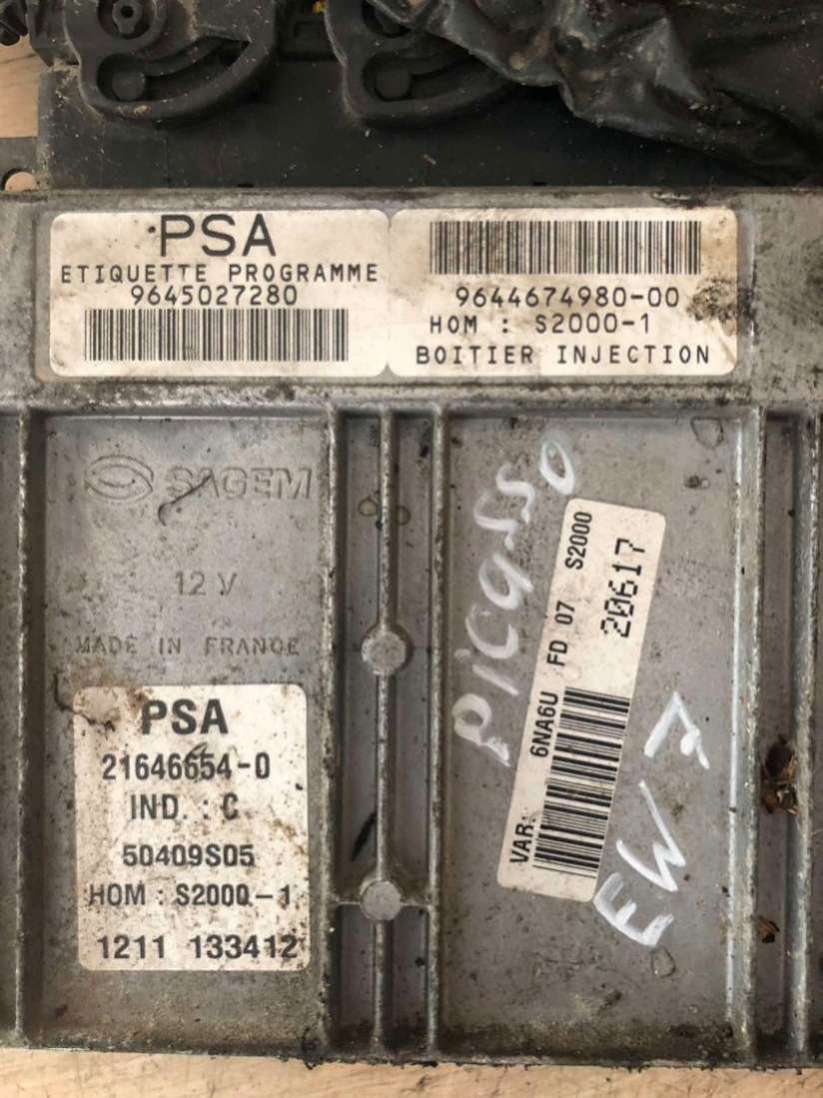 PSA
ETIQUETTE PROGRAMME
9645027280
9644674980-00
HOM : S2000-1
BOITIER INJECTION
SAGEM
12 V
MADE IN FRANCE
PSA
21646654-0
IND. : C
50409S05
HOM : S2000-1
1211 133412
PICASSO
VAR: 6NA6U FD 07 S2000
20617
EW7